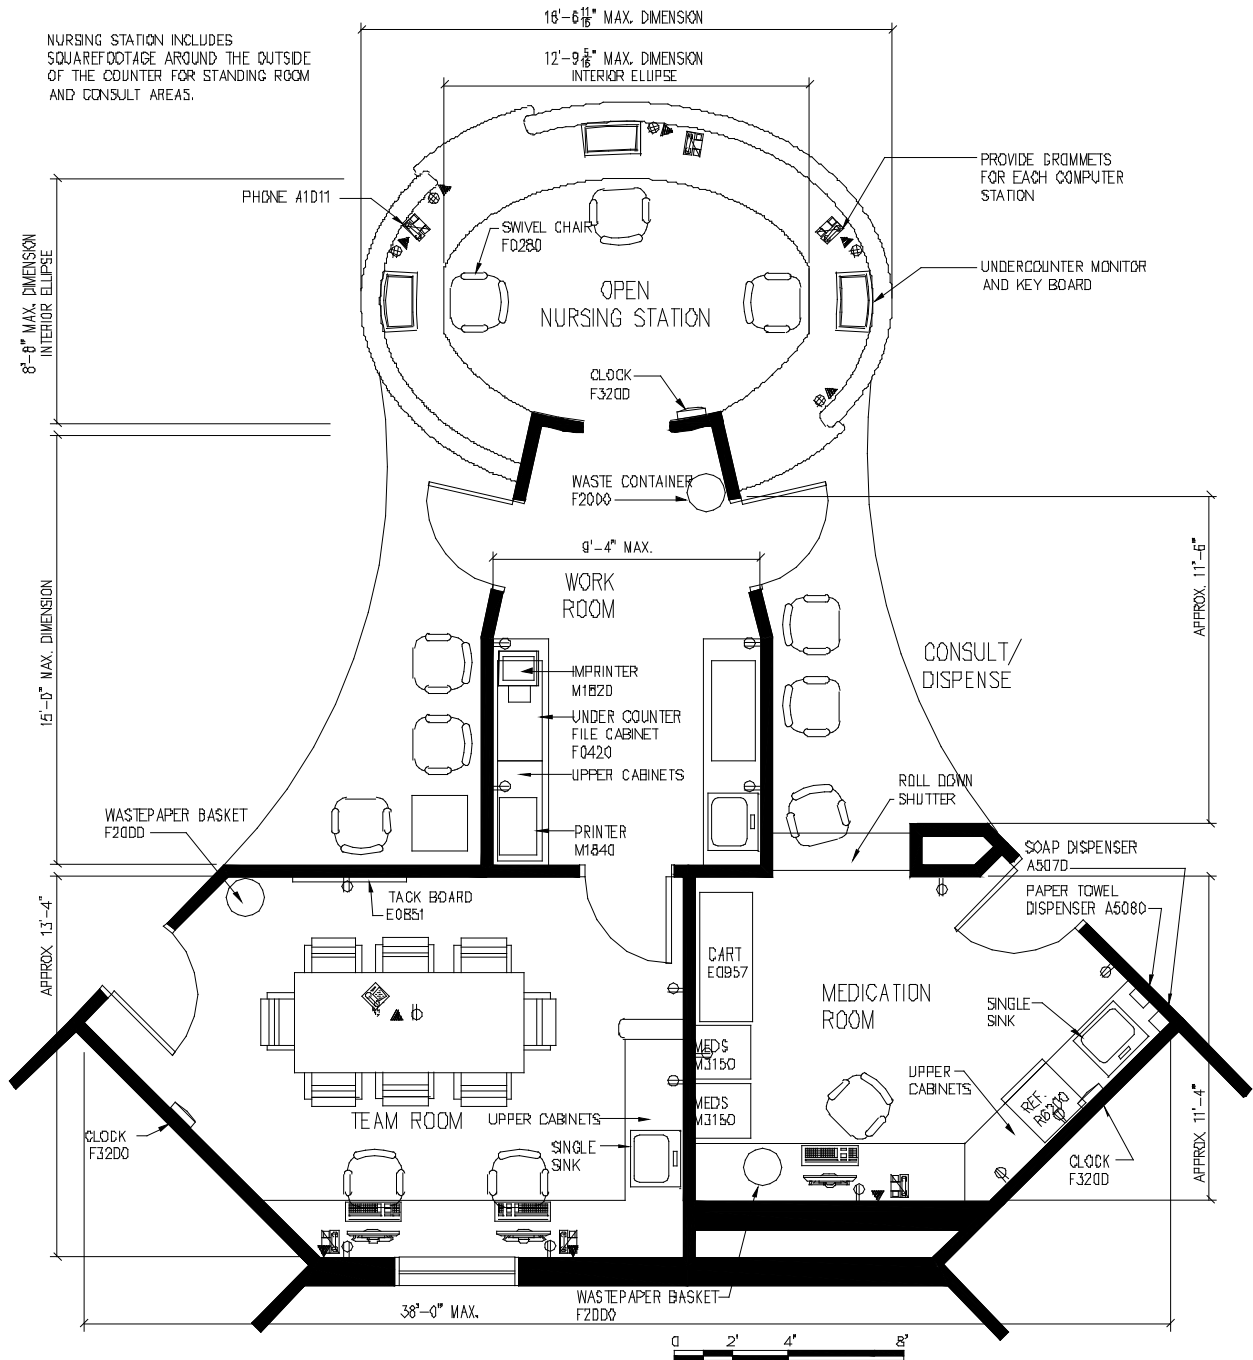 18'-6 11/16" MAX. DIMENSION
NURSING STATION INCLUDES
SQUAREFOOTAGE AROUND THE OUTSIDE
OF THE COUNTER FOR STANDING ROOM
AND CONSULT AREAS.
12'-9 5/16" MAX. DIMENSION
INTERIOR ELLIPSE
PROVIDE GROMMETS
FOR EACH COMPUTER
STATION
PHONE A1011
SWIVEL CHAIR
F0280
8'-8" MAX. DIMENSION
INTERIOR ELLIPSE
UNDERCOUNTER MONITOR
AND KEY BOARD
OPEN
NURSING STATION
CLOCK
F3200
WASTE CONTAINER
F2000
9'-4" MAX.
WORK
ROOM
APPROX. 11'-6"
15'-0" MAX. DIMENSION
CONSULT/
DISPENSE
IMPRINTER
M1820
UNDER COUNTER
FILE CABINET
F0420
UPPER CABINETS
ROLL DOWN
SHUTTER
WASTEPAPER BASKET
F2000
PRINTER
M1840
SOAP DISPENSER
A5070
TACK BOARD
E0851
PAPER TOWEL
DISPENSER A5080
APPROX 13'-4"
CART
E0957
MEDICATION
ROOM
SINGLE
SINK
MEDS
M3150
UPPER
CABINETS
MEDS
M3150
REF.
R6200
TEAM ROOM
UPPER CABINETS
APPROX. 11'-4"
CLOCK
F3200
SINGLE
SINK
CLOCK
F3200
38'-0" MAX.
WASTEPAPER BASKET
F2000
0 2' 4" 8'